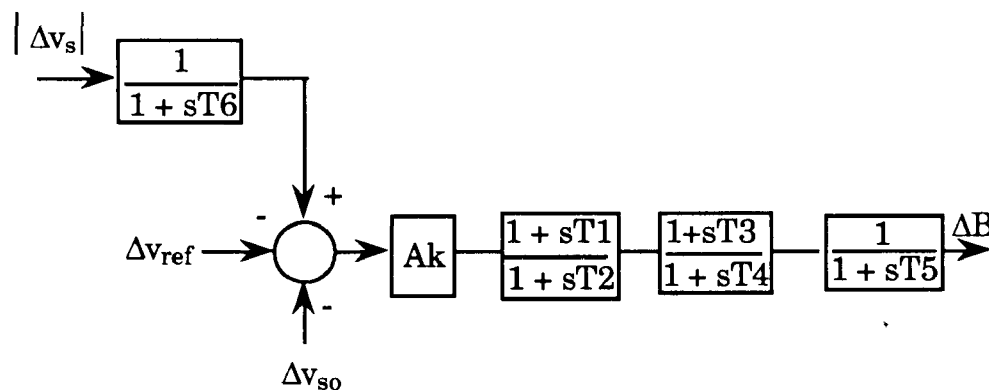 |Δvs|
1
1 + sT6
+
-
Δvref
-
Δvso
Ak
1 + sT1
1 + sT2
1+sT3
1 + sT4
1
1 + sT5
ΔB